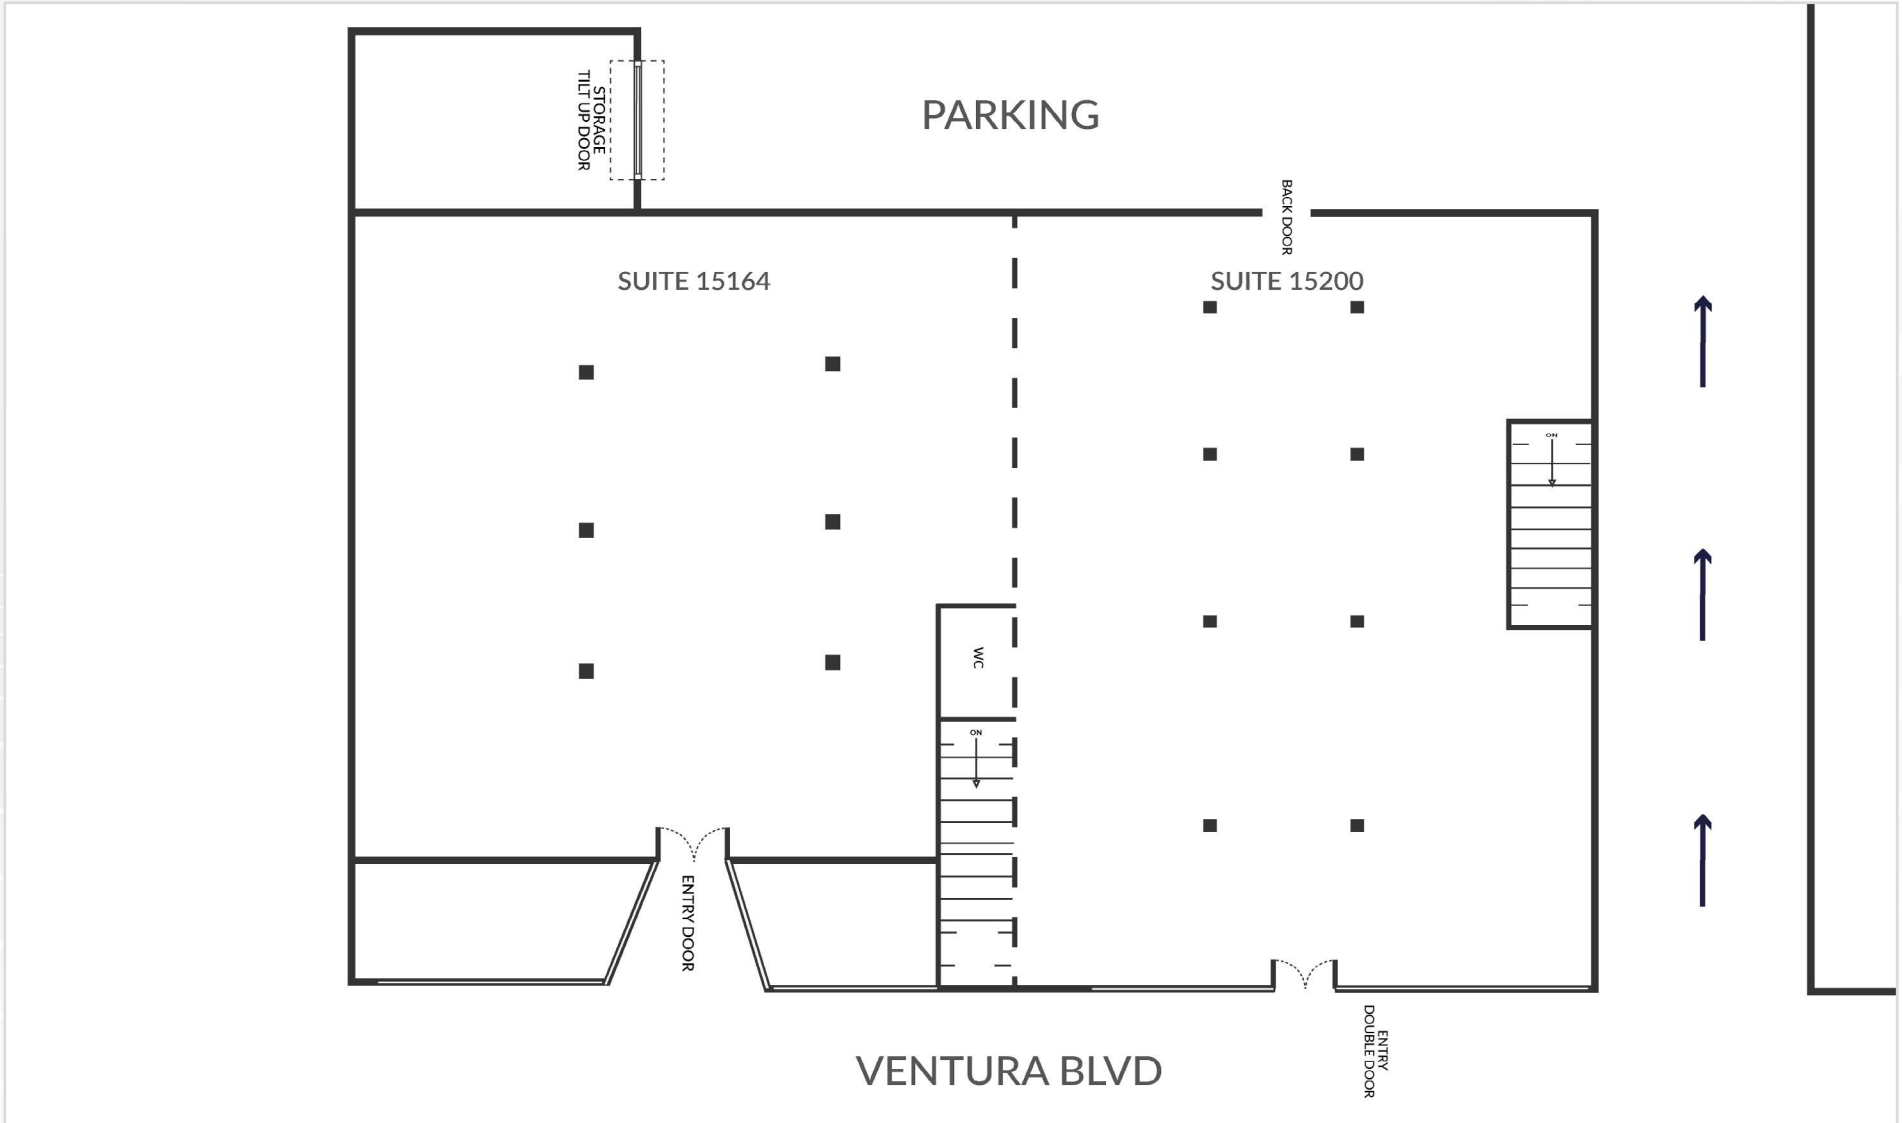 STORAGE
TILT UP DOOR
PARKING
BACK DOOR
SUITE 15164
SUITE 15200
ON
WC
ON
ENTRY DOOR
ENTRY
DOUBLE DOOR
VENTURA BLVD